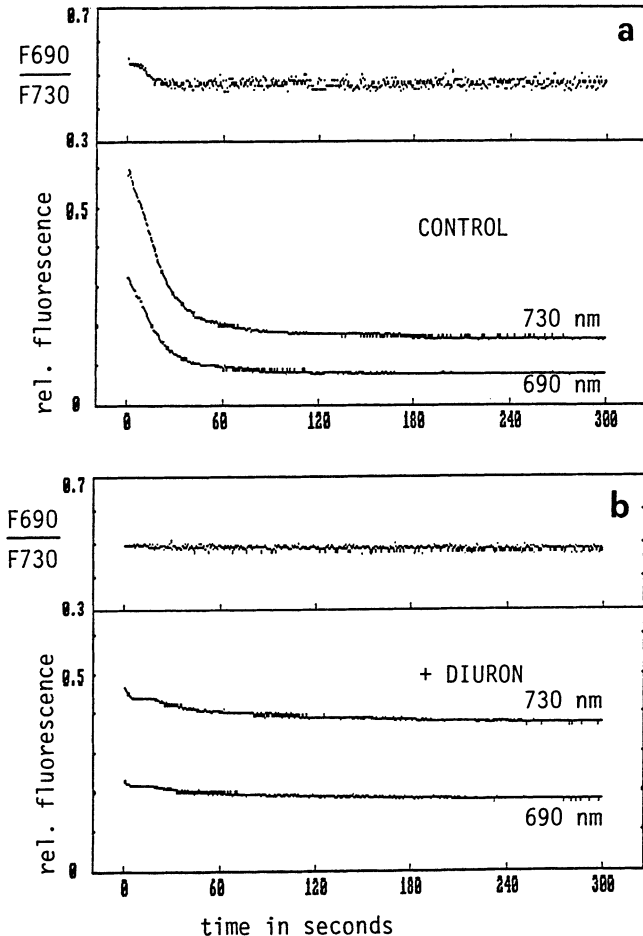 0.7
a
F690
F730
0.3
0.5
rel. fluorescence
CONTROL
730 nm
690 nm
0
0 60 120 180 240 300
0.7
b
F690
F730
0.3
0.5
rel. fluorescence
+ DIURON
730 nm
690 nm
0
0 60 120 180 240 300
time in seconds